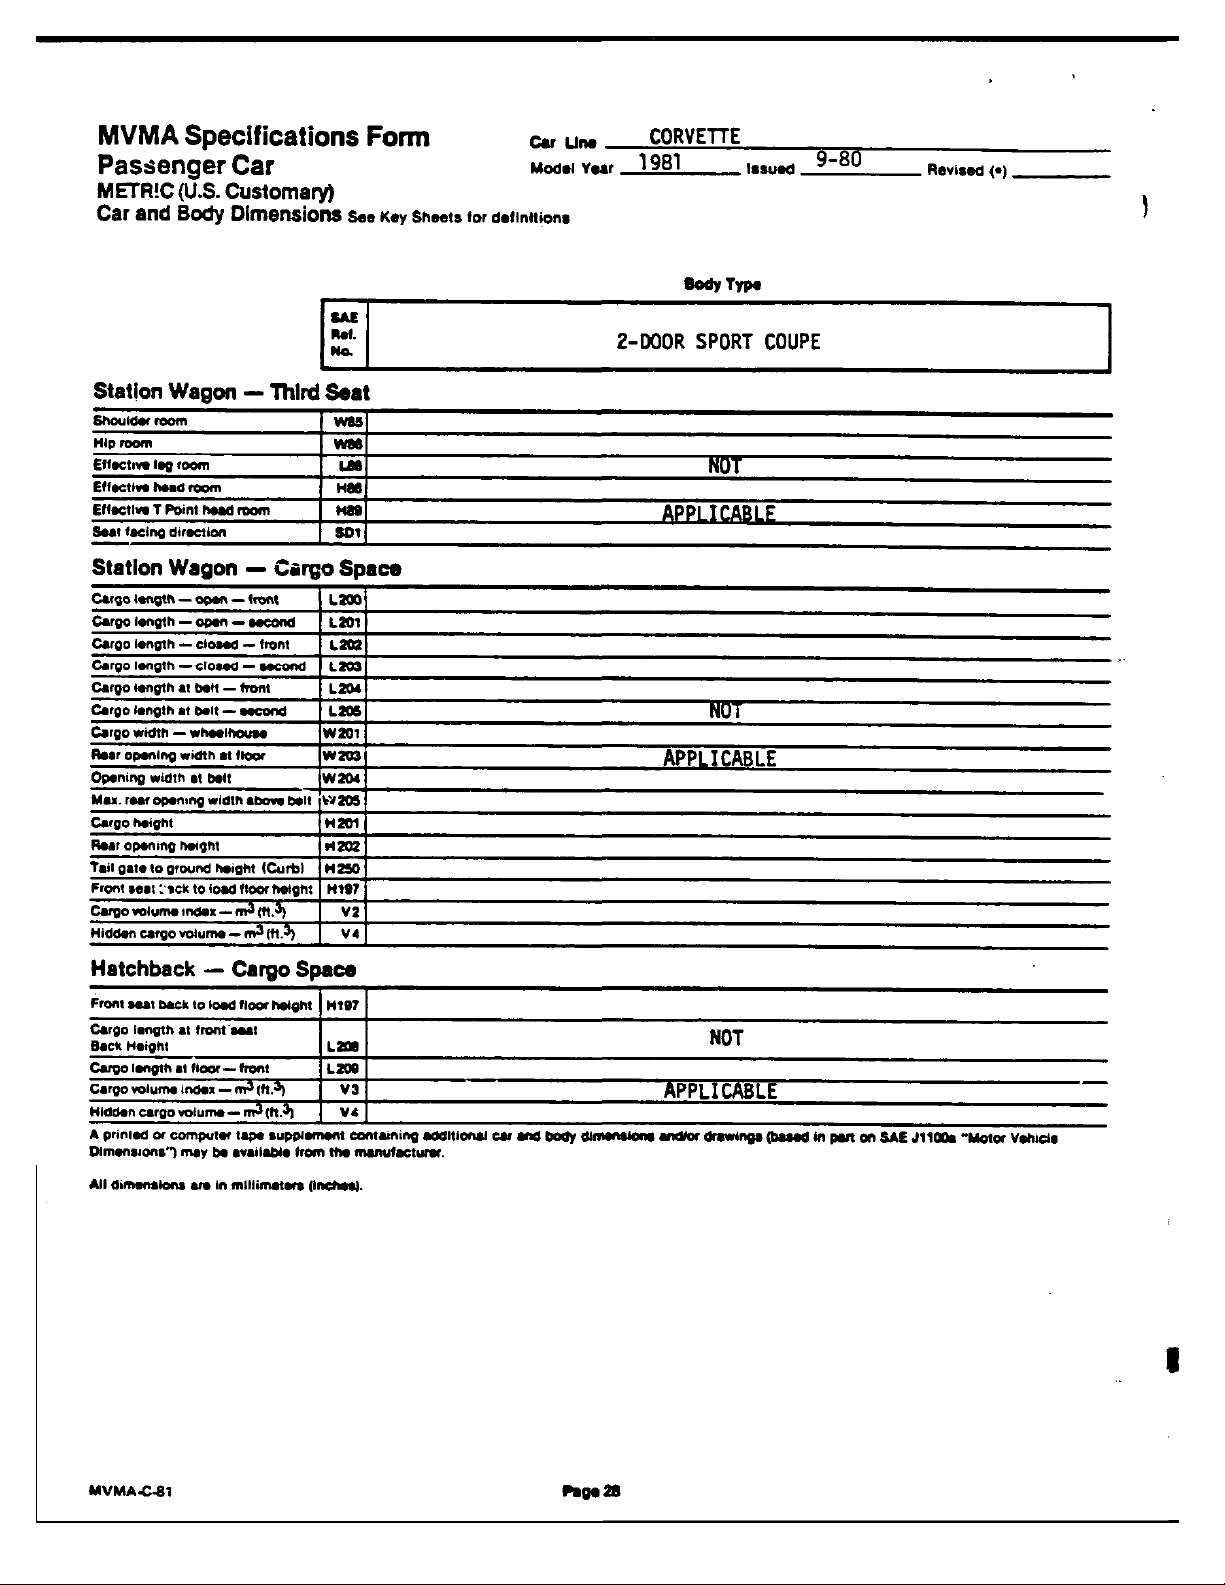 MVMA Specifications Form
Passenger Car
METRIC (U.S. Customary)
Car and Body Dimensions See Key Sheets for definitions
Car Line CORVETTE
Model Year 1981 Issued 9-80 Revised (•)
Body Type
SAE Ref. No.
2-DOOR SPORT COUPE
Station Wagon — Third Seat
Shoulder room W85
Hip room W86
Effective leg room L86 NOT
Effective head room H86
Effective T Point head room H89 APPLICABLE
Seat facing direction SD1
Station Wagon — Cargo Space
Cargo length — open — front L200
Cargo length — open — second L201
Cargo length — closed — front L202
Cargo length — closed — second L203
Cargo length at belt — front L204
Cargo length at belt — second L205 NOT
Cargo width — wheelhouse W201
Rear opening width at floor W203 APPLICABLE
Opening width at belt W204
Max. rear opening width above belt W205
Cargo height H201
Rear opening height H202
Tail gate to ground height (Curb) H250
Front seat back to load floor height H197
Cargo volume index — m3 (ft.3) V2
Hidden cargo volume — m3 (ft.3) V4
Hatchback — Cargo Space
Front seat back to load floor height H197
Cargo length at front seat
Back Height L208 NOT
Cargo length at floor — front L209
Cargo volume index — m3 (ft.3) V3 APPLICABLE
Hidden cargo volume — m3 (ft.3) V4
A printed or computer tape supplement containing additional car and body dimensions and/or drawings (based in part on SAE J1100a "Motor Vehicle
Dimensions") may be available from the manufacturer.
All dimensions are in millimeters (inches).
MVMA-C-81
Page 28